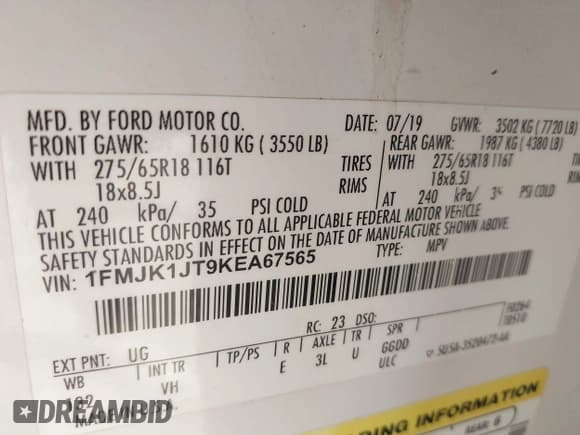 MFD. BY FORD MOTOR CO. DATE: 07/19 GVWR: 3502 KG ( 7720 LB)
FRONT GAWR: 1610 KG ( 3550 LB) REAR GAWR: 1987 KG ( 4380 LB)
WITH 275/65R18 116T TIRES 275/65R18 116T
18x8.5J RIMS 18x8.5J
AT 240 kPa/ 35 PSI COLD AT 240 kPa/ PSI COLD
THIS VEHICLE CONFORMS TO ALL APPLICABLE FEDERAL MOTOR VEHICLE
SAFETY STANDARDS IN EFFECT ON THE DATE OF MANUFACTURE SHOWN ABOVE.
VIN: 1FMJK1JT9KEA67565 TYPE: MPV
RC: 23 DSO:
EXT PNT: UG
WB INT TR TP/PS R AXLE TR SPR
VH E 3L U GGDD
ULC
MADE IN
DING INFORMATION
REAR:
DREAMBID